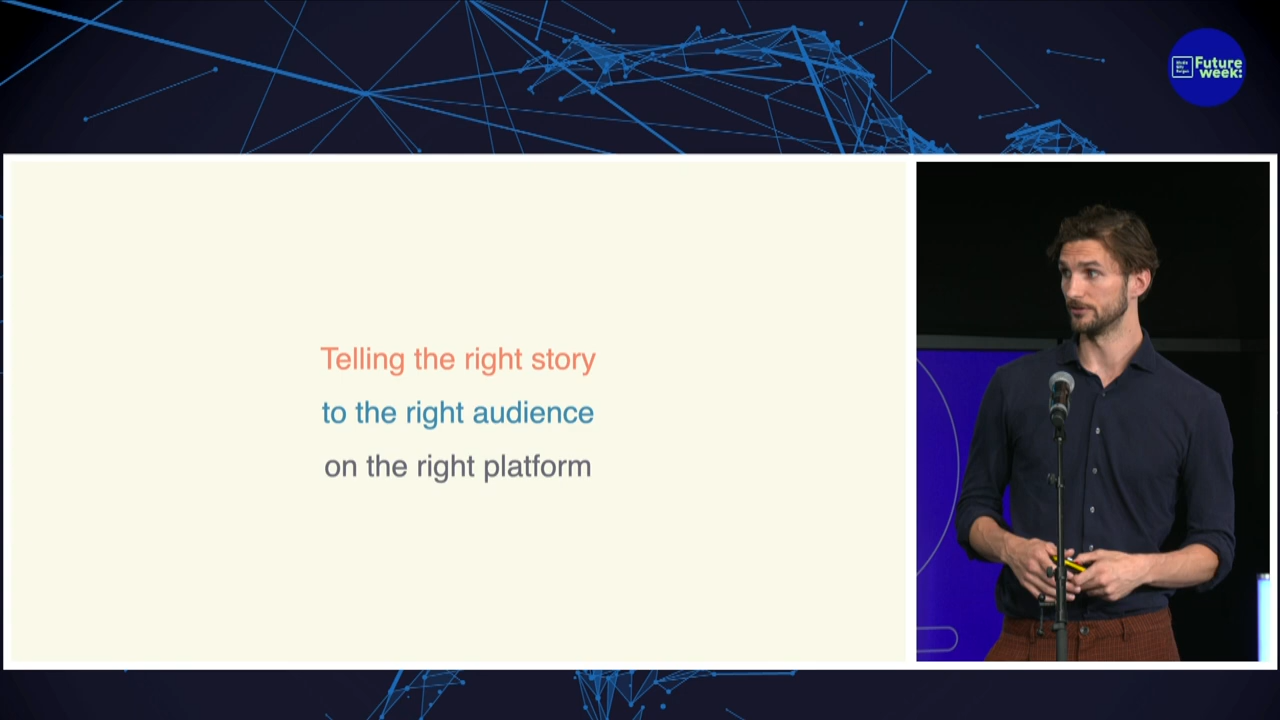 Future
week:
Telling the right story
to the right audience
on the right platform